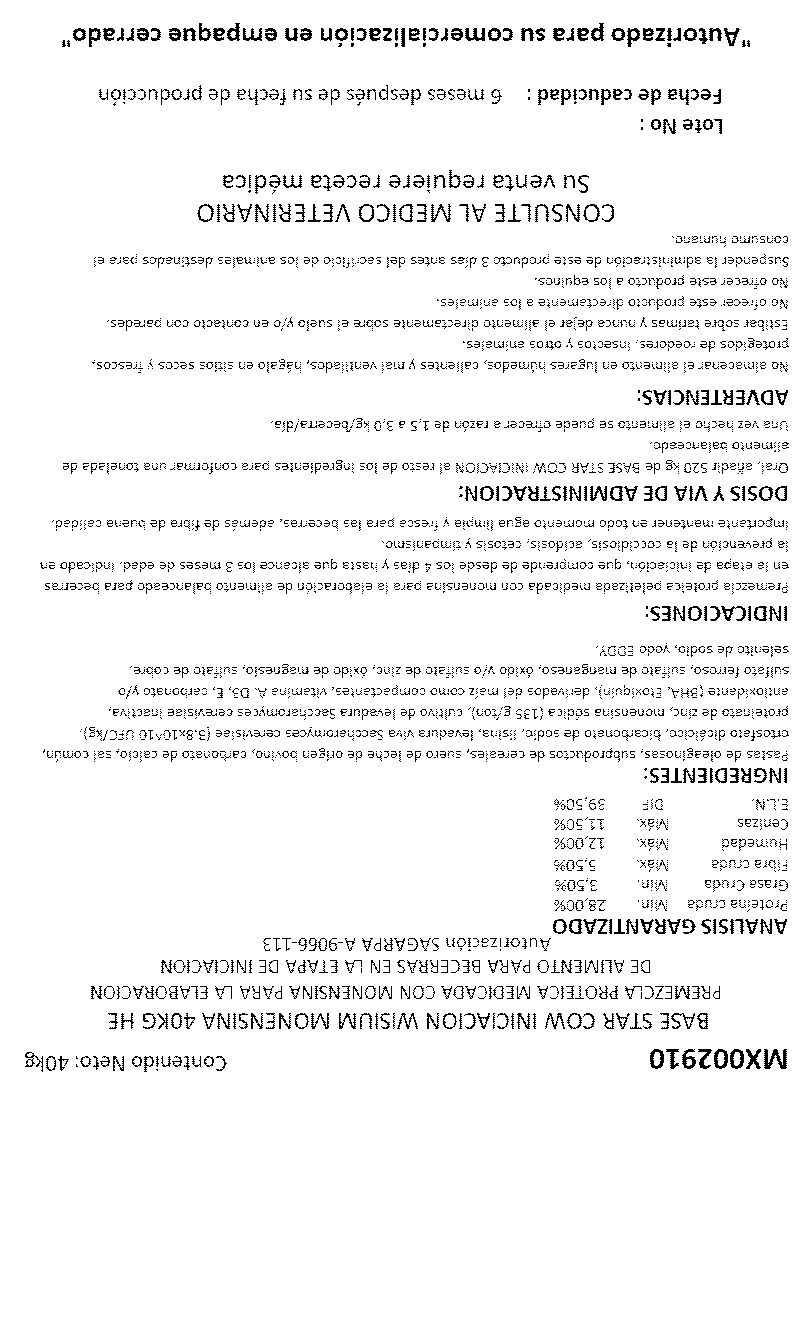 MX002910 Contenido Neto: 40kg
BASE STAR COW INICIACION WISIUM MONENSINA 40KG HE
PREMEZCLA PROTEICA MEDICADA CON MONENSINA PARA LA ELABORACION
DE ALIMENTO PARA BECERRAS EN LA ETAPA DE INICIACION
Autorización SAGARPA A-9066-113
ANALISIS GARANTIZADO
Proteína cruda Min. 28,00%
Grasa Cruda Min. 3,50%
Fibra cruda Máx. 5,50%
Humedad Máx. 12,00%
Cenizas Máx. 11,50%
E.L.N. DIF 39,50%
INGREDIENTES:
Pastas de oleaginosas, subproductos de cereales, suero de leche de origen bovino, carbonato de calcio, sal común,
ortosfato dicálcico, bicarbonato de sodio, lisina, levadura viva Saccharomyces cerevisiae (3.8x10^10 UFC/kg),
proteinato de zinc, monensina sódica (135 g/ton), cultivo de levadura Saccharomyces cerevisiae inactiva,
antioxidante (BHA, Etoxiquin), derivados del maíz como compactantes, vitamina A, D3, E, carbonato y/o
sulfato ferroso, sulfato de manganeso, óxido y/o sulfato de zinc, óxido de magnesio, sulfato de cobre,
selenito de sodio, yodo EDDY.
INDICACIONES:
Premezcla proteica peletizada medicada con monensina para la elaboración de alimento balanceado para becerras
en la etapa de iniciación, que comprende de desde los 4 días y hasta que alcance los 3 meses de edad. Indicado en
la prevención de la coccidiosis, acidosis, cetosis y timpanismo.
Importante mantener en todo momento agua limpia y fresca para las becerras, además de fibra de buena calidad.
DOSIS Y VIA DE ADMINISTRACION:
Oral, añadir 520 kg de BASE STAR COW INICIACION al resto de los ingredientes para conformar una tonelada de
alimento balanceado.
Una vez hecho el alimento se puede ofrecer a razón de 1,5 a 3,0 kg/becerra/día.
ADVERTENCIAS:
No almacenar el alimento en lugares húmedos, calientes y mal ventilados, hágalo en sitios secos y frescos,
protegidos de roedores, insectos y otros animales.
Estibar sobre tarimas y nunca dejar el alimento directamente sobre el suelo y/o en contacto con paredes.
No ofrecer este producto directamente a los animales.
No ofrecer este producto a los equinos.
Suspender la administración de este producto 3 días antes del sacrificio de los animales destinados para el
consumo humano.
CONSULTE AL MEDICO VETERINARIO
Su venta requiere receta médica
Lote No :
Fecha de caducidad : 6 meses después de su fecha de producción
"Autorizado para su comercialización en empaque cerrado"